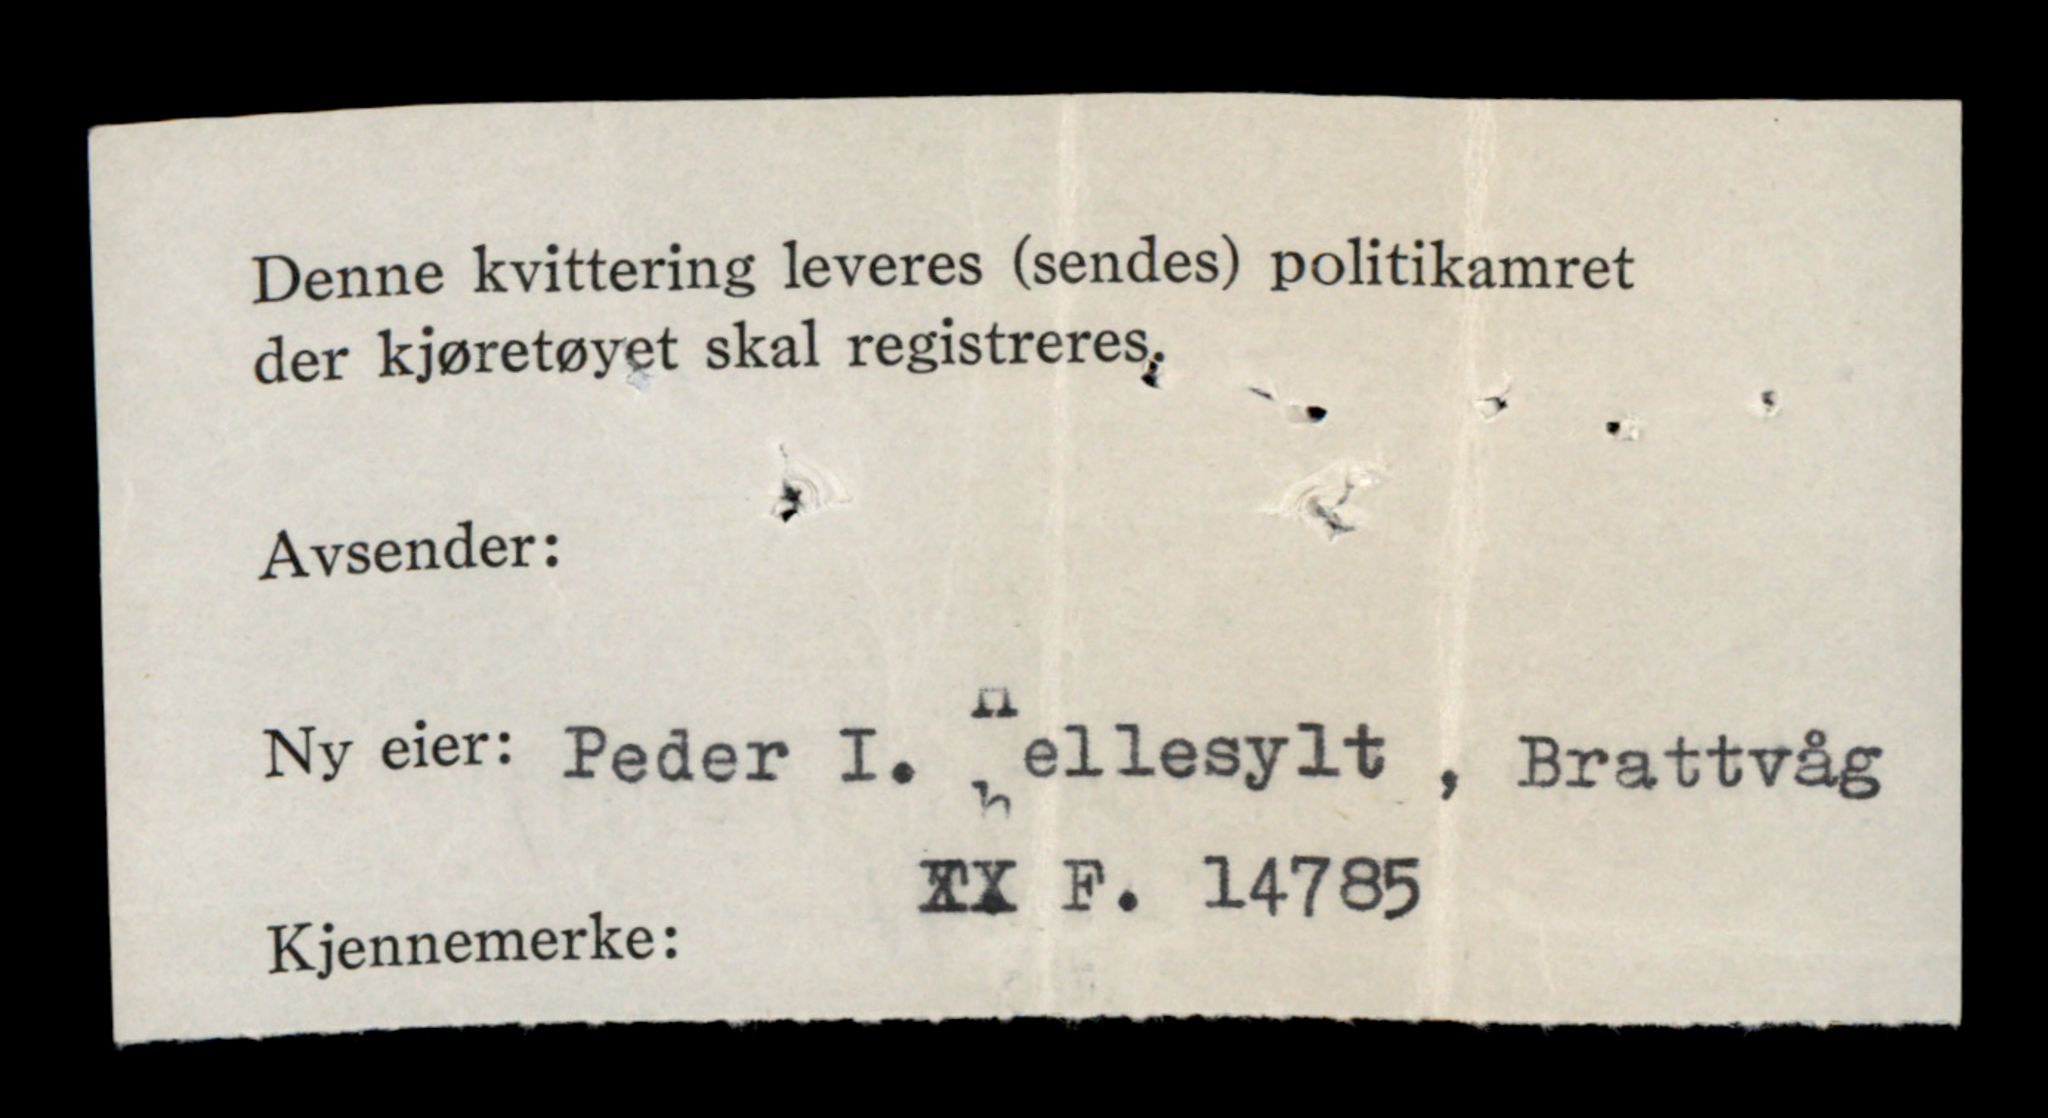 Denne kvittering leveres (sendes) politikamret
der kjøretøyet skal registreres.
Avsender:
Ny eier: Peder I. Hellesylt , Brattvåg
XX F. 14785
Kjennemerke: